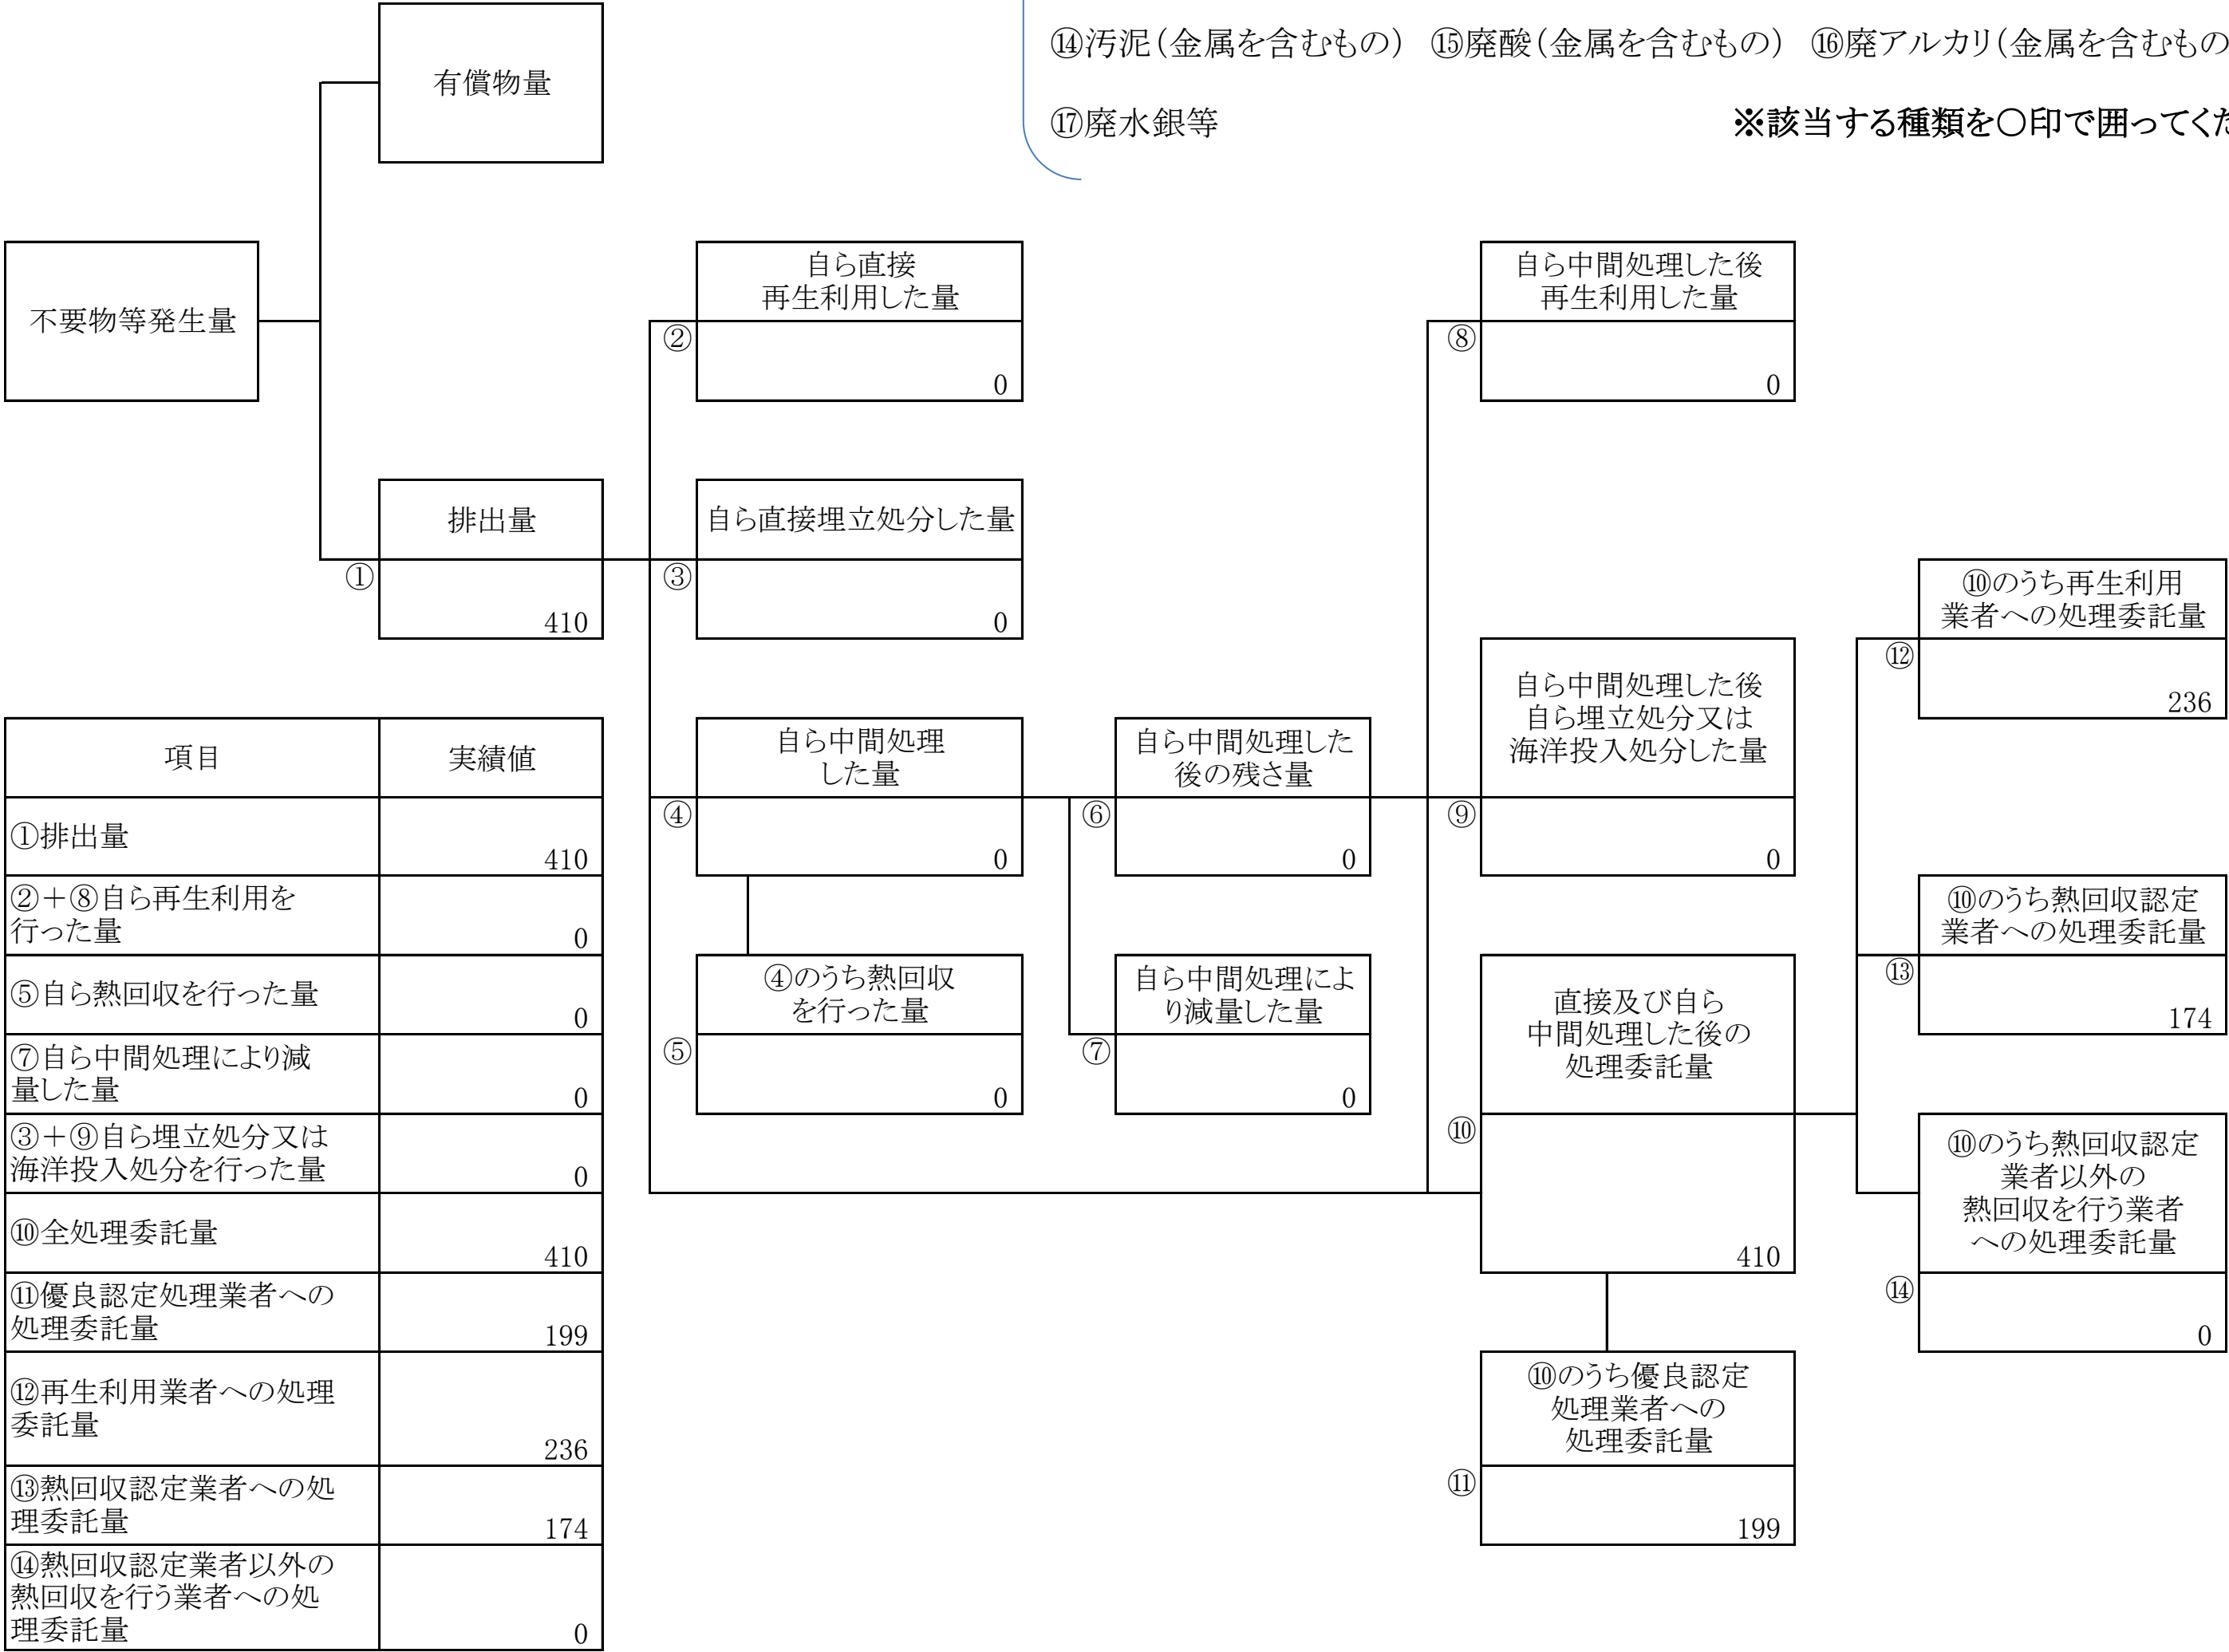 ⑭汚泥（金属を含むもの） ⑮廃酸（金属を含むもの） ⑯廃アルカリ（金属を含むもの
⑰廃水銀等
※該当する種類を○印で囲ってくだ
有償物量
不要物等発生量
排出量
①
410
自ら直接
再生利用した量
②
0
自ら直接埋立処分した量
③
0
自ら中間処理
した量
④
0
④のうち熱回収
を行った量
⑤
0
自ら中間処理した
後の残さ量
⑥
0
自ら中間処理によ
り減量した量
⑦
0
自ら中間処理した後
再生利用した量
⑧
0
自ら中間処理した後
自ら埋立処分又は
海洋投入処分した量
⑨
0
直接及び自ら
中間処理した後の
処理委託量
⑩
410
⑩のうち優良認定
処理業者への
処理委託量
⑪
199
⑩のうち再生利用
業者への処理委託量
⑫
236
⑩のうち熱回収認定
業者への処理委託量
⑬
174
⑩のうち熱回収認定
業者以外の
熱回収を行う業者
への処理委託量
⑭
0
項目 実績値
①排出量
410
②＋⑧自ら再生利用を
行った量
0
⑤自ら熱回収を行った量
0
⑦自ら中間処理により減
量した量
0
③＋⑨自ら埋立処分又は
海洋投入処分を行った量
0
⑩全処理委託量
410
⑪優良認定処理業者への
処理委託量
199
⑫再生利用業者への処理
委託量
236
⑬熱回収認定業者への処
理委託量
174
⑭熱回収認定業者以外の
熱回収を行う業者への処
理委託量
0